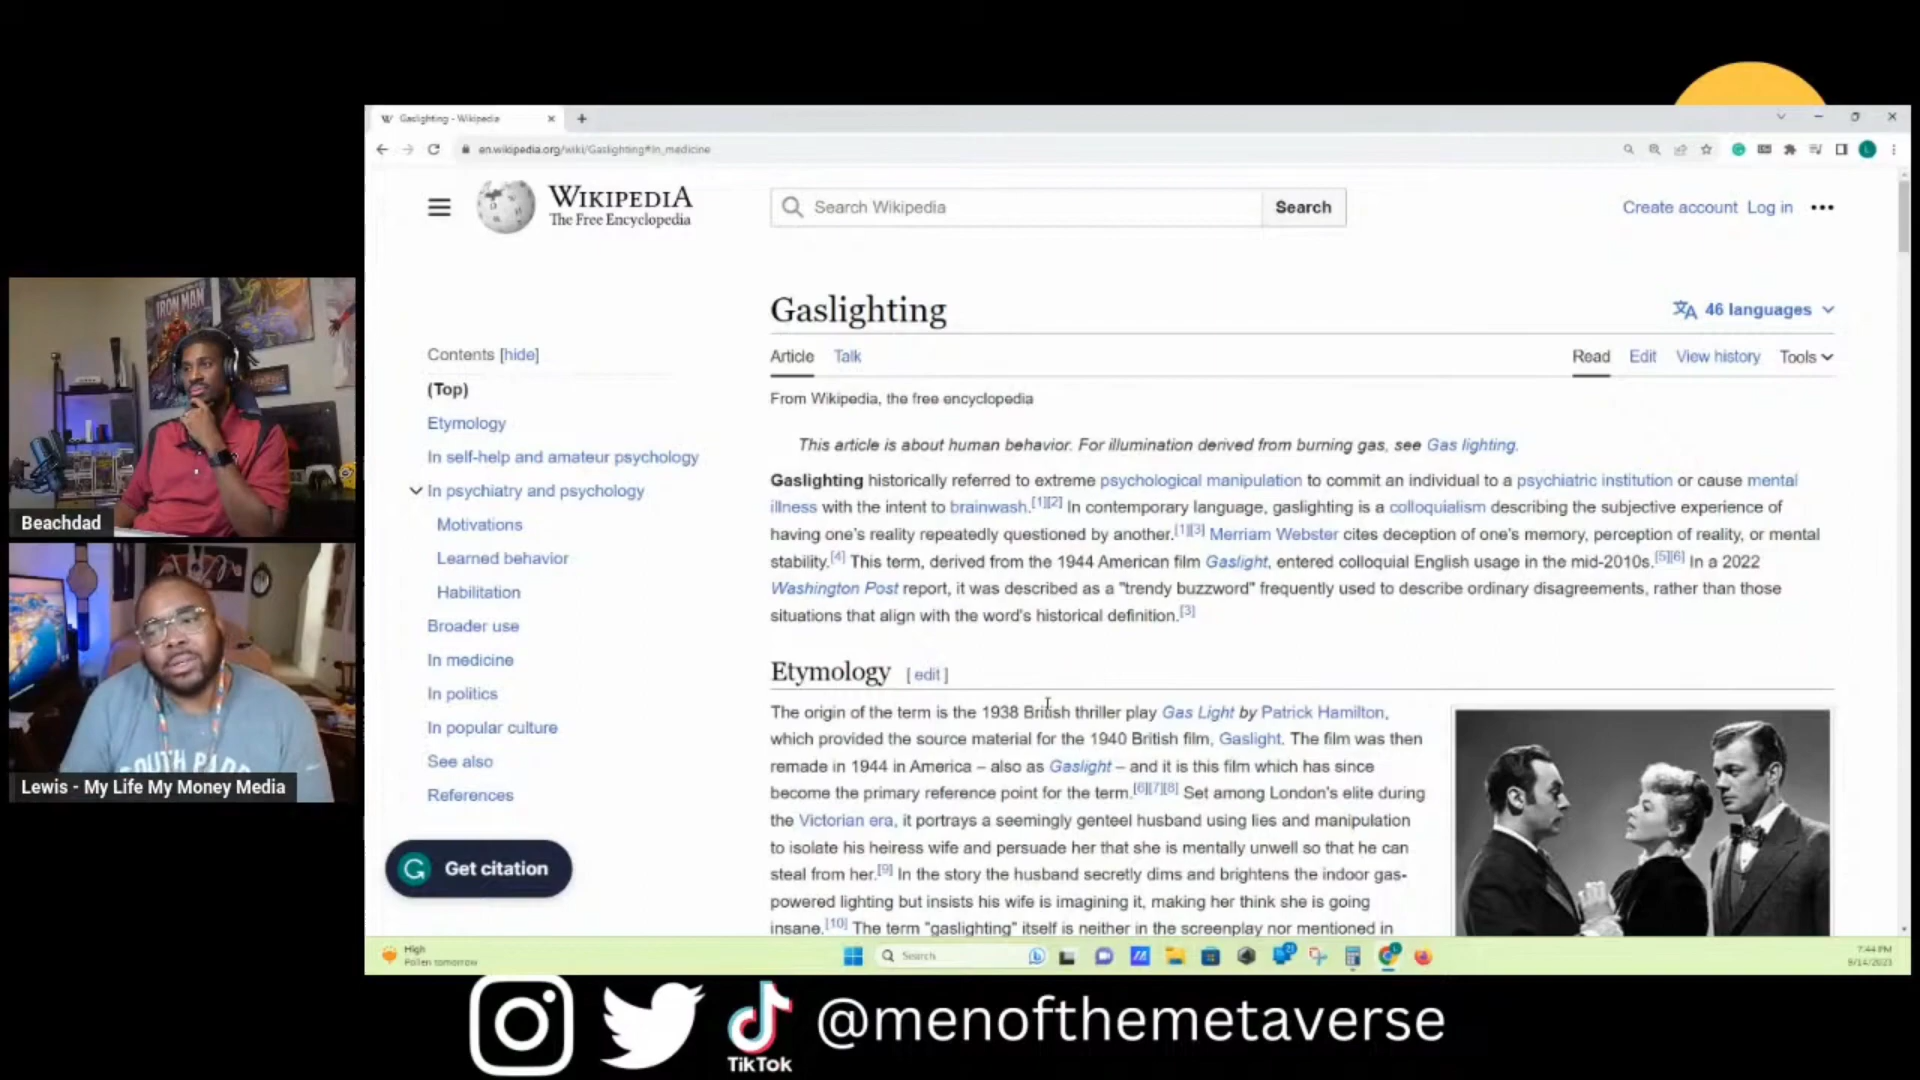 Gaslighting - Wikipedia
en.wikipedia.org/wiki/Gaslighting#In_medicine
WIKIPEDIA
The Free Encyclopedia
Search Wikipedia
Search
Create account Log in
Gaslighting
46 languages
Article Talk
Read Edit View history Tools
From Wikipedia, the free encyclopedia
This article is about human behavior. For illumination derived from burning gas, see Gas lighting.
Gaslighting historically referred to extreme psychological manipulation to commit an individual to a psychiatric institution or cause mental
illness with the intent to brainwash.[1][2] In contemporary language, gaslighting is a colloquialism describing the subjective experience of
having one's reality repeatedly questioned by another.[1][3] Merriam Webster cites deception of one's memory, perception of reality, or mental
stability.[4] This term, derived from the 1944 American film Gaslight, entered colloquial English usage in the mid-2010s.[5][6] In a 2022
Washington Post report, it was described as a "trendy buzzword" frequently used to describe ordinary disagreements, rather than those
situations that align with the word's historical definition.[3]
Etymology [ edit ]
The origin of the term is the 1938 British thriller play Gas Light by Patrick Hamilton,
which provided the source material for the 1940 British film, Gaslight. The film was then
remade in 1944 in America – also as Gaslight – and it is this film which has since
become the primary reference point for the term.[6][7][8] Set among London's elite during
the Victorian era, it portrays a seemingly genteel husband using lies and manipulation
to isolate his heiress wife and persuade her that she is mentally unwell so that he can
steal from her.[9] In the story the husband secretly dims and brightens the indoor gas-
powered lighting but insists his wife is imagining it, making her think she is going
insane.[10] The term "gaslighting" itself is neither in the screenplay nor mentioned in
Contents [hide]
(Top)
Etymology
In self-help and amateur psychology
In psychiatry and psychology
Motivations
Learned behavior
Habilitation
Broader use
In medicine
In politics
In popular culture
See also
References
Get citation
IRON MAN
Beachdad
SOUTH PADR
Lewis - My Life My Money Media
High
Pollen tomorrow
Search
7:44 PM
9/14/2023
TikTok
@menofthemetaverse